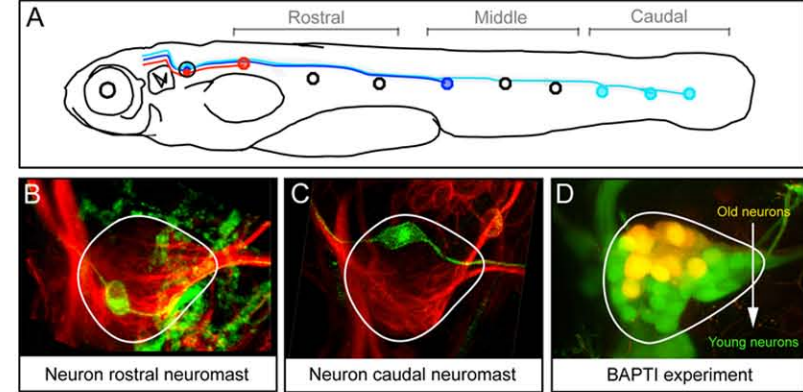 A
Rostral
Middle
Caudal
B
C
D
Old neurons
Young neurons
Neuron rostral neuromast
Neuron caudal neuromast
BAPTI experiment